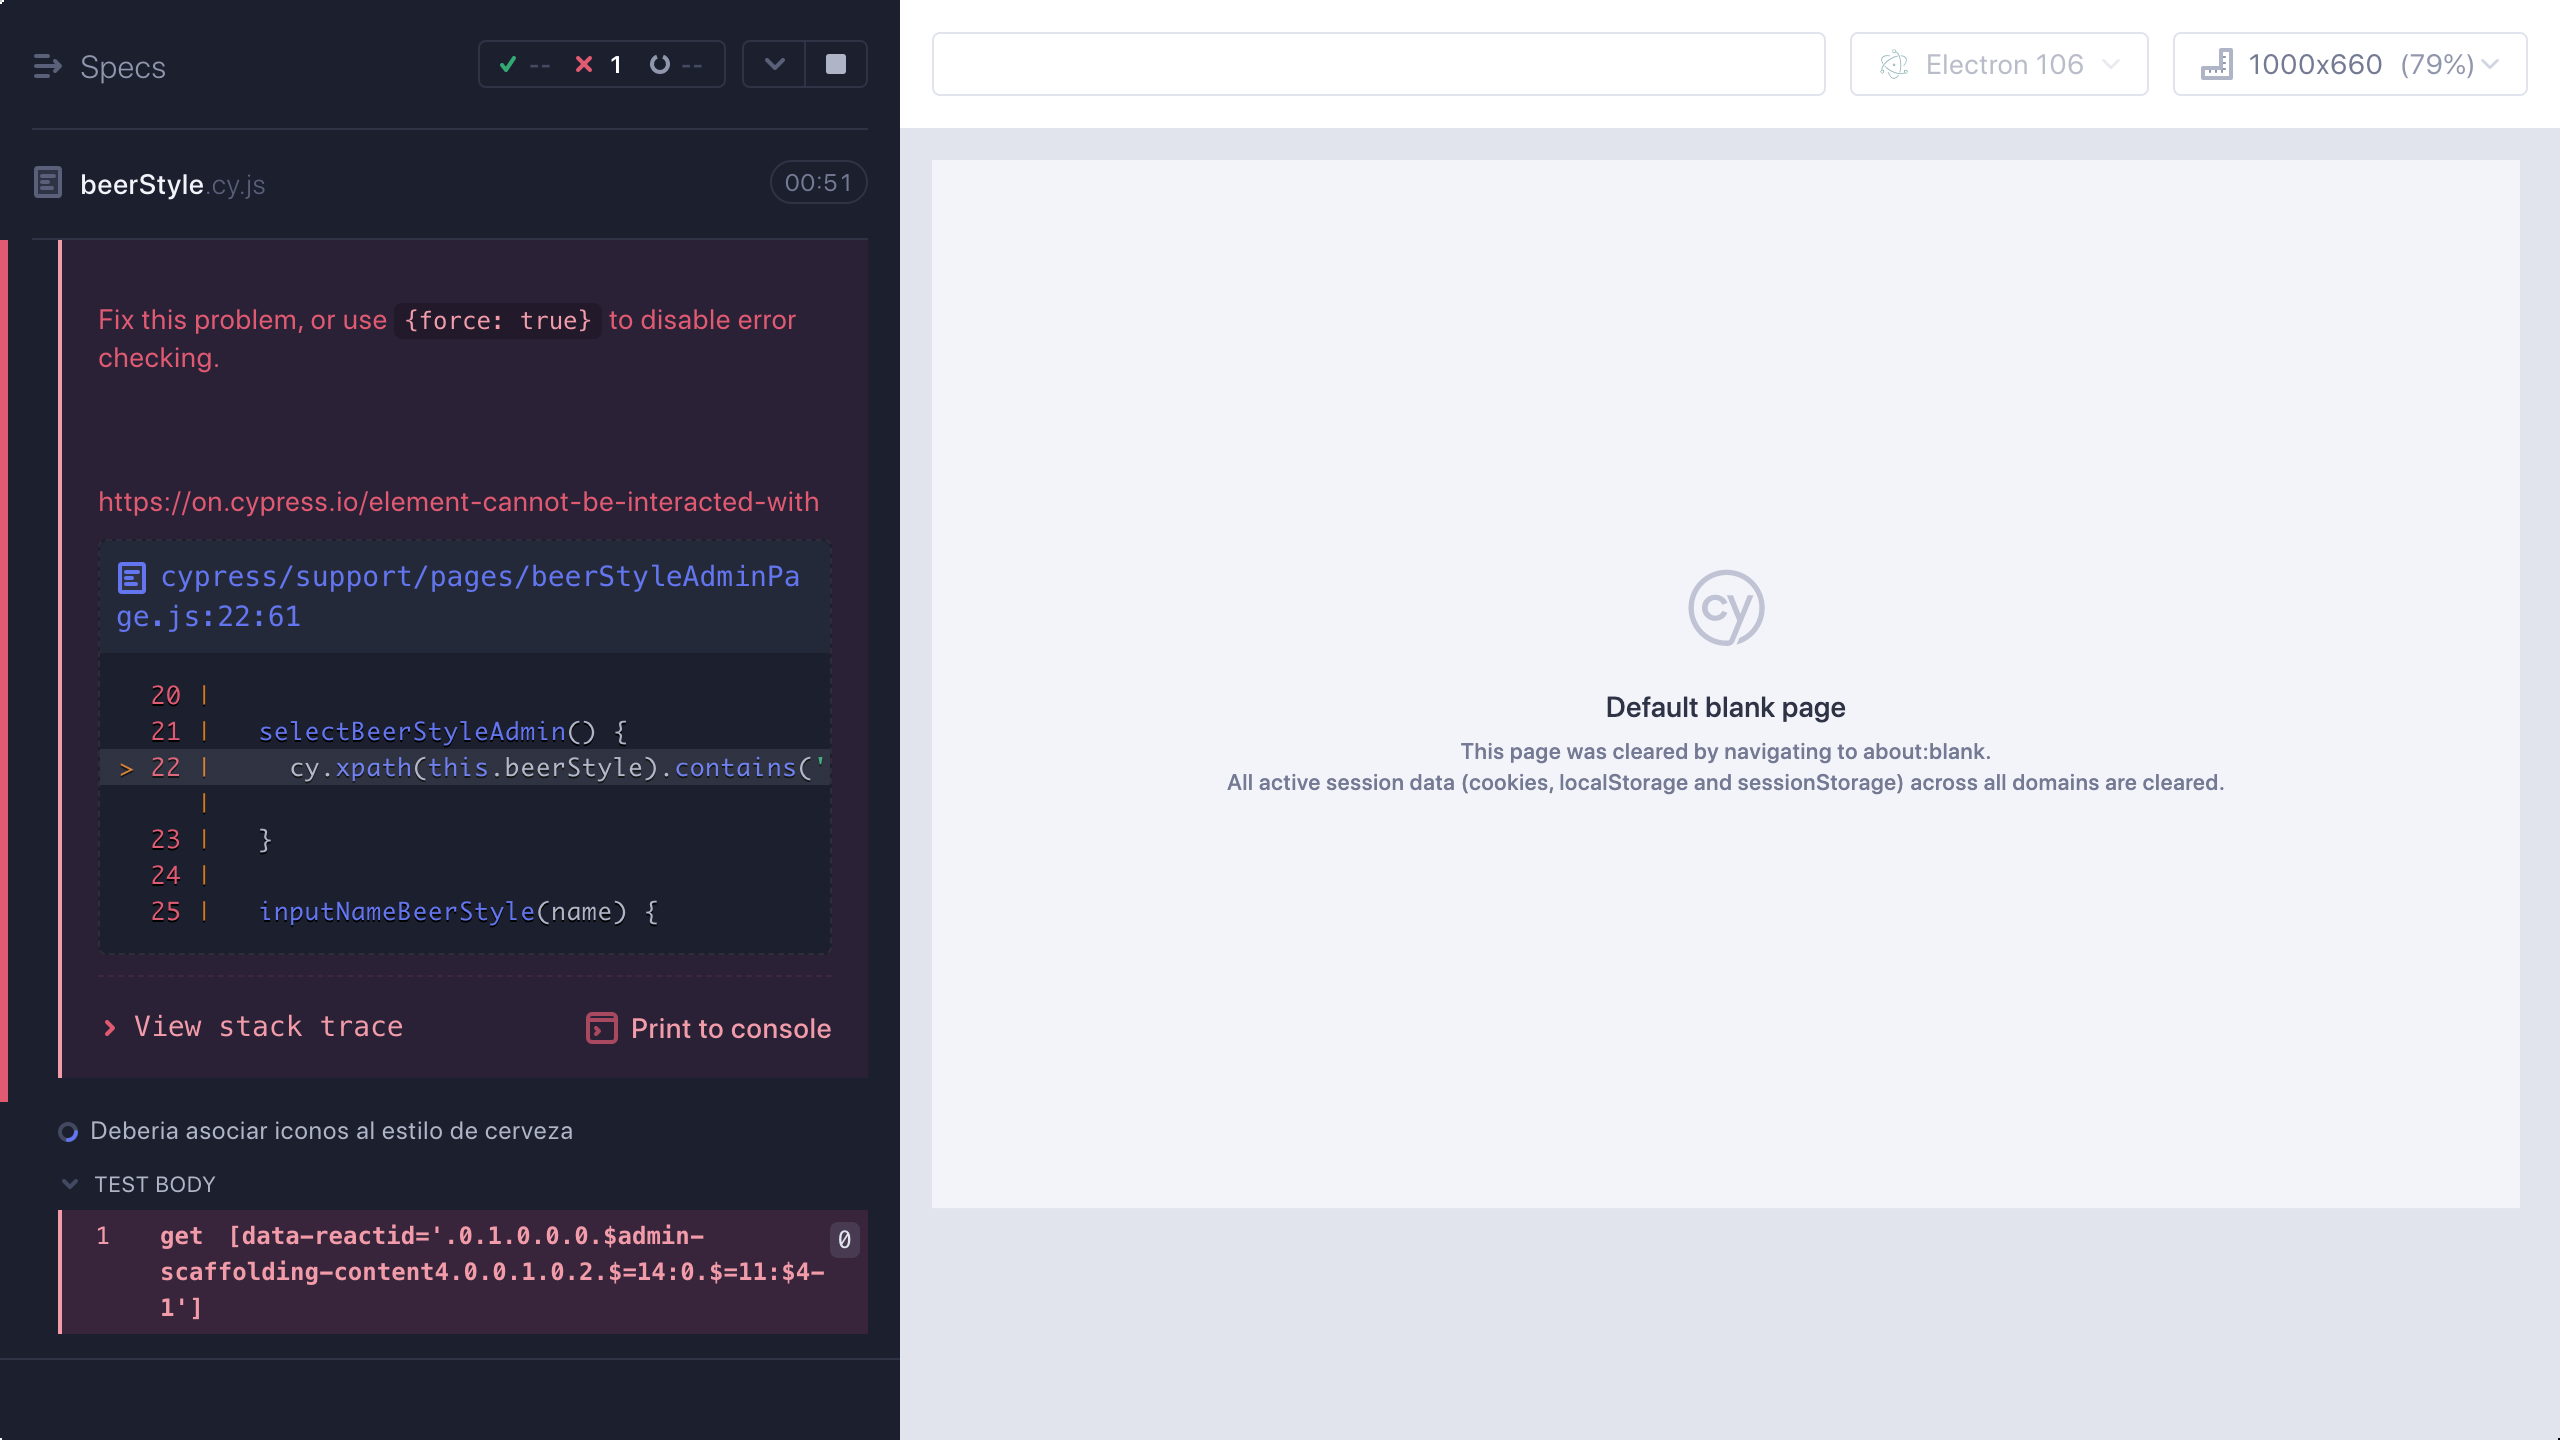 Specs
-- 1 --
beerStyle.cy.js
00:51
Fix this problem, or use {force: true} to disable error
checking.
https://on.cypress.io/element-cannot-be-interacted-with
cypress/support/pages/beerStyleAdminPa
ge.js:22:61
20 |
21 | selectBeerStyleAdmin() {
> 22 | cy.xpath(this.beerStyle).contains('
|
23 | }
24 |
25 | inputNameBeerStyle(name) {
View stack trace
Print to console
Deberia asociar iconos al estilo de cerveza
TEST BODY
1 get [data-reactid='.0.1.0.0.0.$admin-
scaffolding-content4.0.0.1.0.2.$=14:0.$=11:$4-
1']
0
Electron 106
1000x660 (79%)
cy
Default blank page
This page was cleared by navigating to about:blank.
All active session data (cookies, localStorage and sessionStorage) across all domains are cleared.